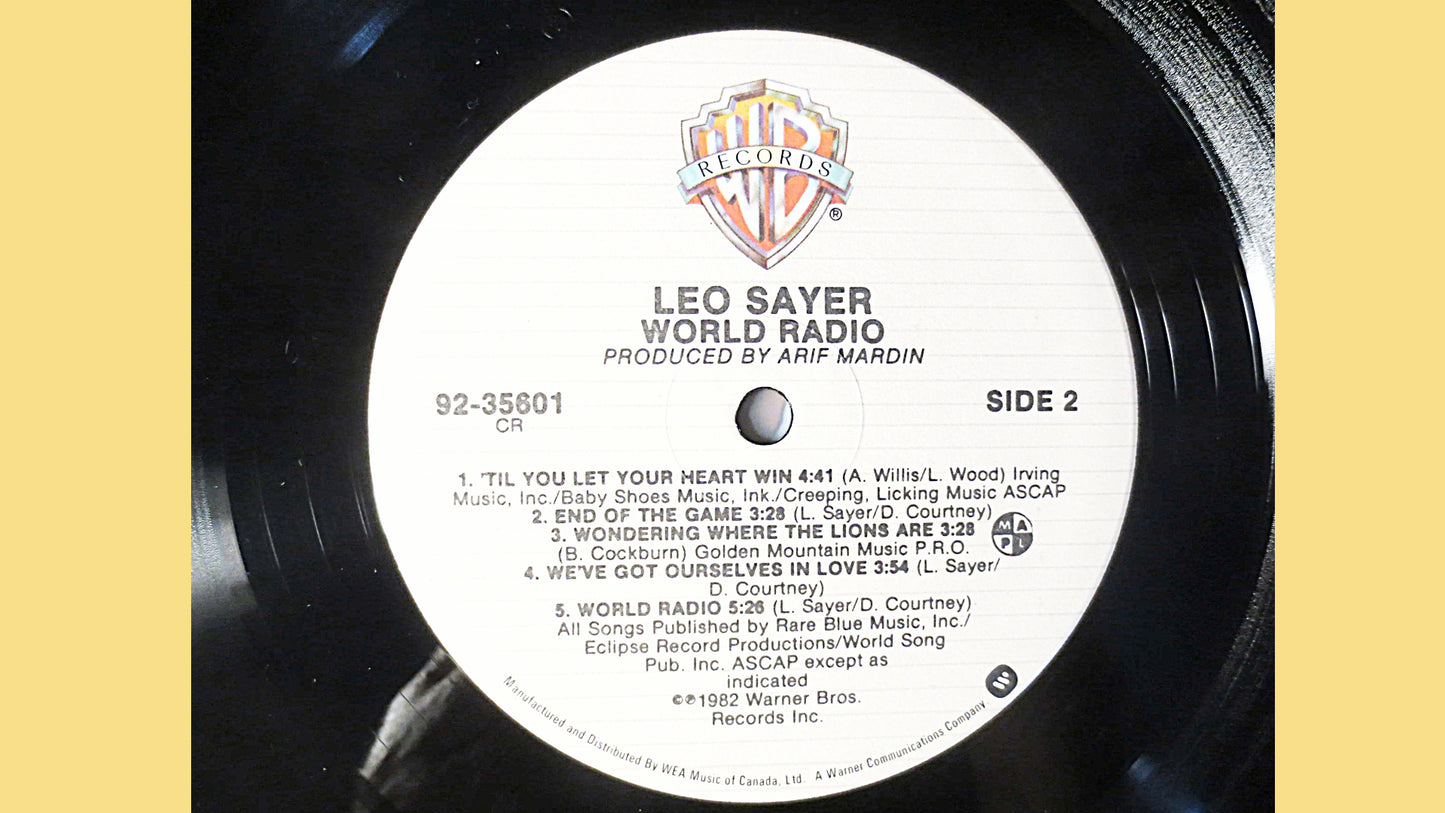 WB
RECORDS
®
LEO SAYER
WORLD RADIO
PRODUCED BY ARIF MARDIN
92-35601
CR
SIDE 2
1. 'TIL YOU LET YOUR HEART WIN 4:41 (A. Willis/L. Wood) Irving
Music, Inc./Baby Shoes Music, Ink./Creeping, Licking Music ASCAP
2. END OF THE GAME 3:28 (L. Sayer/D. Courtney)
3. WONDERING WHERE THE LIONS ARE 3:28
(B. Cockburn) Golden Mountain Music P.R.O.
MAPL
4. WE'VE GOT OURSELVES IN LOVE 3:54 (L. Sayer/
D. Courtney)
5. WORLD RADIO 5:26 (L. Sayer/D. Courtney)
All Songs Published by Rare Blue Music, Inc./
Eclipse Record Productions/World Song
Pub. Inc. ASCAP except as
indicated
©℗1982 Warner Bros.
Records Inc.
Manufactured and Distributed By WEA Music of Canada, Ltd. A Warner Communications Company.